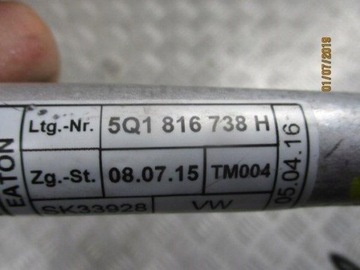 01/07/2019
EATON
Ltg.-Nr. 5Q1 816 738 H
Zg.-St. 08.07.15 TM004
SK33928 VW
05.04.16